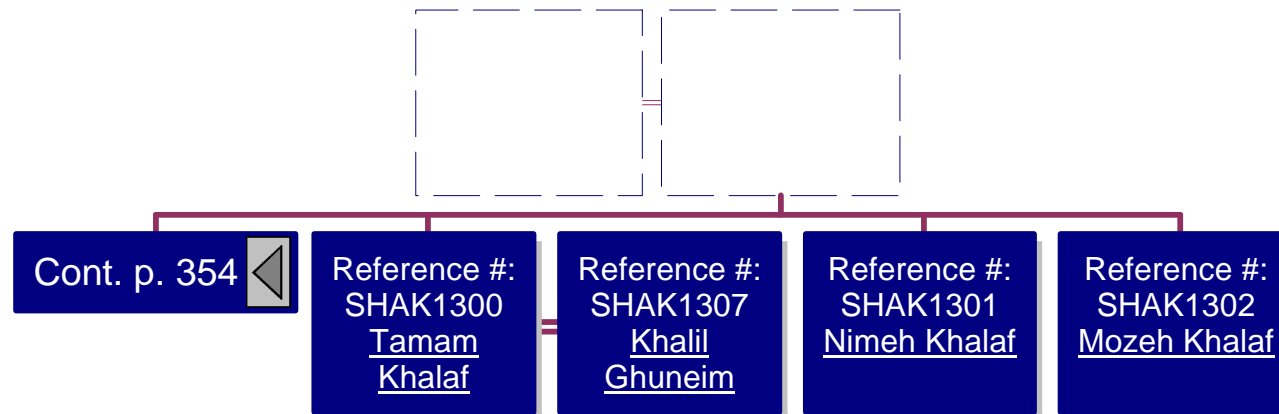 Cont. p. 354
Reference #:
SHAK1300
Tamam
Khalaf
Reference #:
SHAK1307
Khalil
Ghuneim
Reference #:
SHAK1301
Nimeh Khalaf
Reference #:
SHAK1302
Mozeh Khalaf